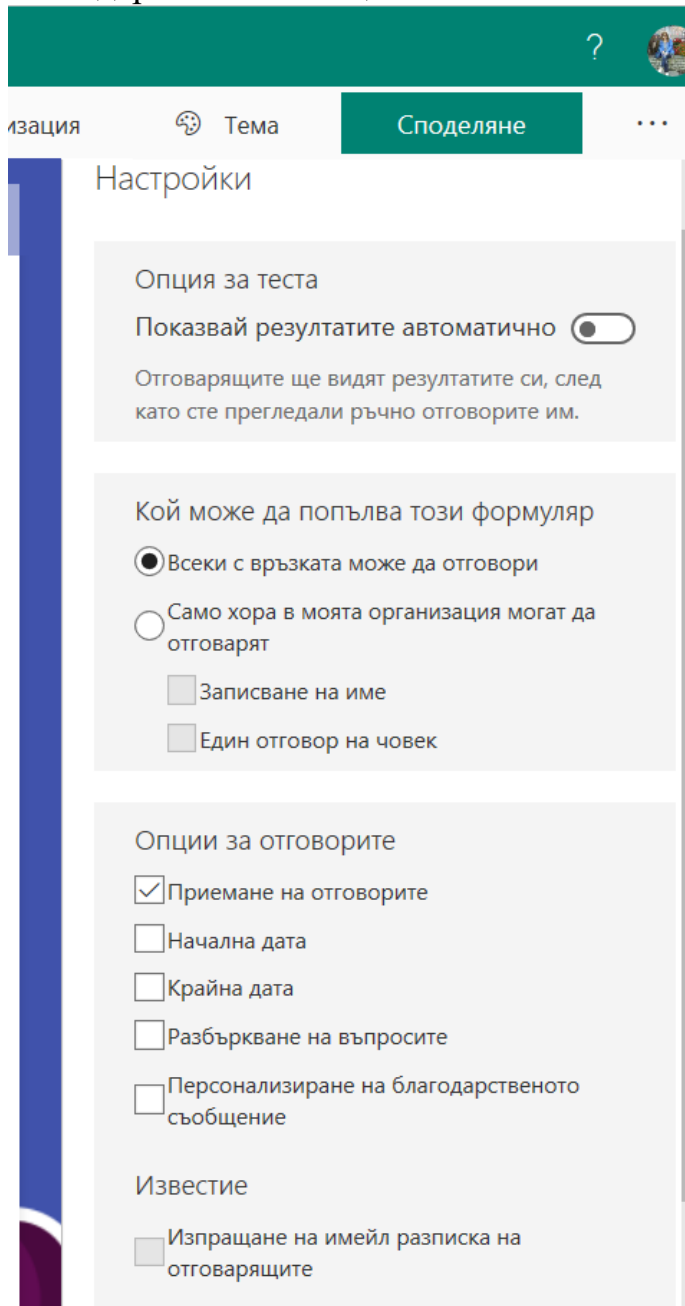 ?
изация
Тема
Споделяне
...
Настройки
Опция за теста
Показвай резултатите автоматично
Отговарящите ще видят резултатите си, след
като сте прегледали ръчно отговорите им.
Кой може да попълва този формуляр
Всеки с връзката може да отговори
Само хора в моята организация могат да
отговарят
Записване на име
Един отговор на човек
Опции за отговорите
Приемане на отговорите
Начална дата
Крайна дата
Разбъркване на въпросите
Персонализиране на благодарственото
съобщение
Известие
Изпращане на имейл разписка на
отговарящите